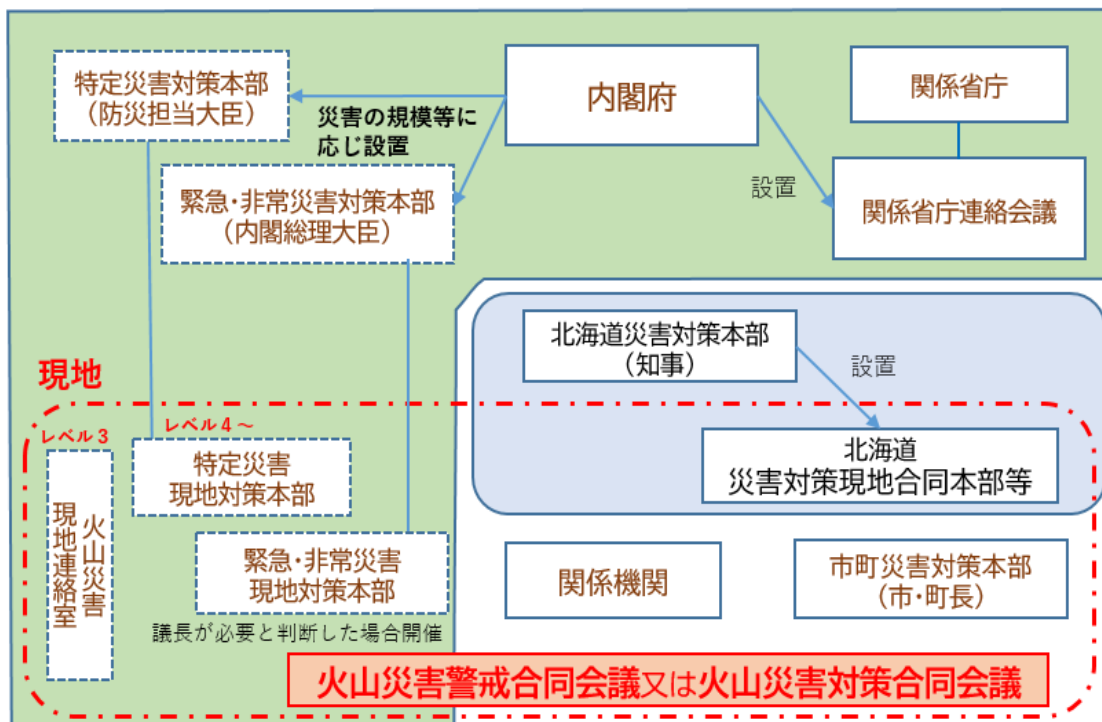 特定災害対策本部
（防災担当大臣）
災害の規模等に
応じ設置
内閣府
関係省庁
緊急・非常災害対策本部
（内閣総理大臣）
設置
関係省庁連絡会議
北海道災害対策本部
（知事）
設置
北海道
災害対策現地合同本部等
現地
レベル３
レベル４～
火山災害
現地連絡室
特定災害
現地対策本部
緊急・非常災害
現地対策本部
関係機関
市町災害対策本部
（市・町長）
議長が必要と判断した場合開催
火山災害警戒合同会議又は火山災害対策合同会議